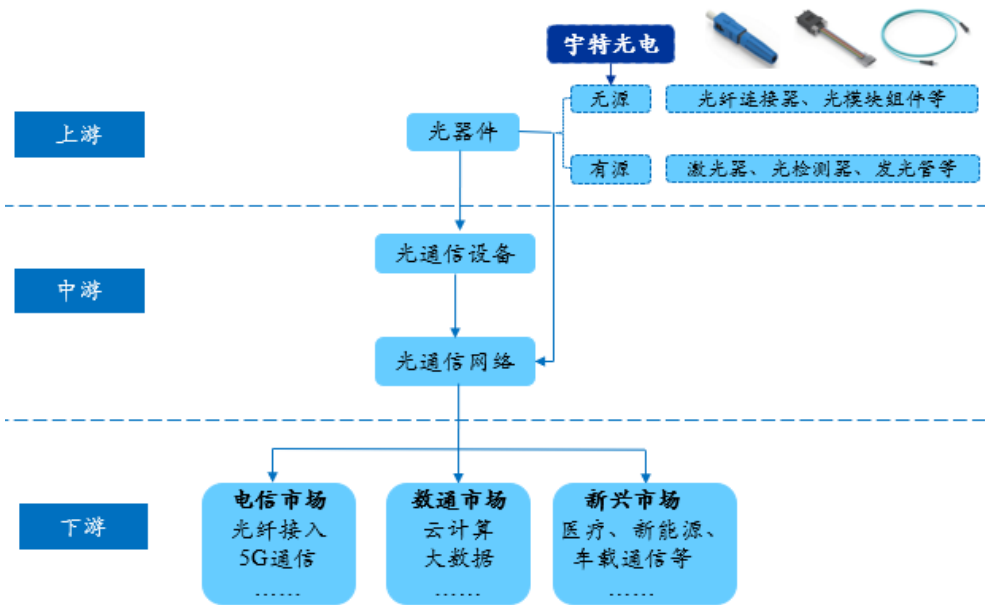 宇特光电
无源
光纤连接器、光模块组件等
上游
光器件
有源
激光器、光检测器、发光管等
光通信设备
中游
光通信网络
下游
电信市场
光纤接入
5G通信
……
数通市场
云计算
大数据
……
新兴市场
医疗、新能源、
车载通信等
……